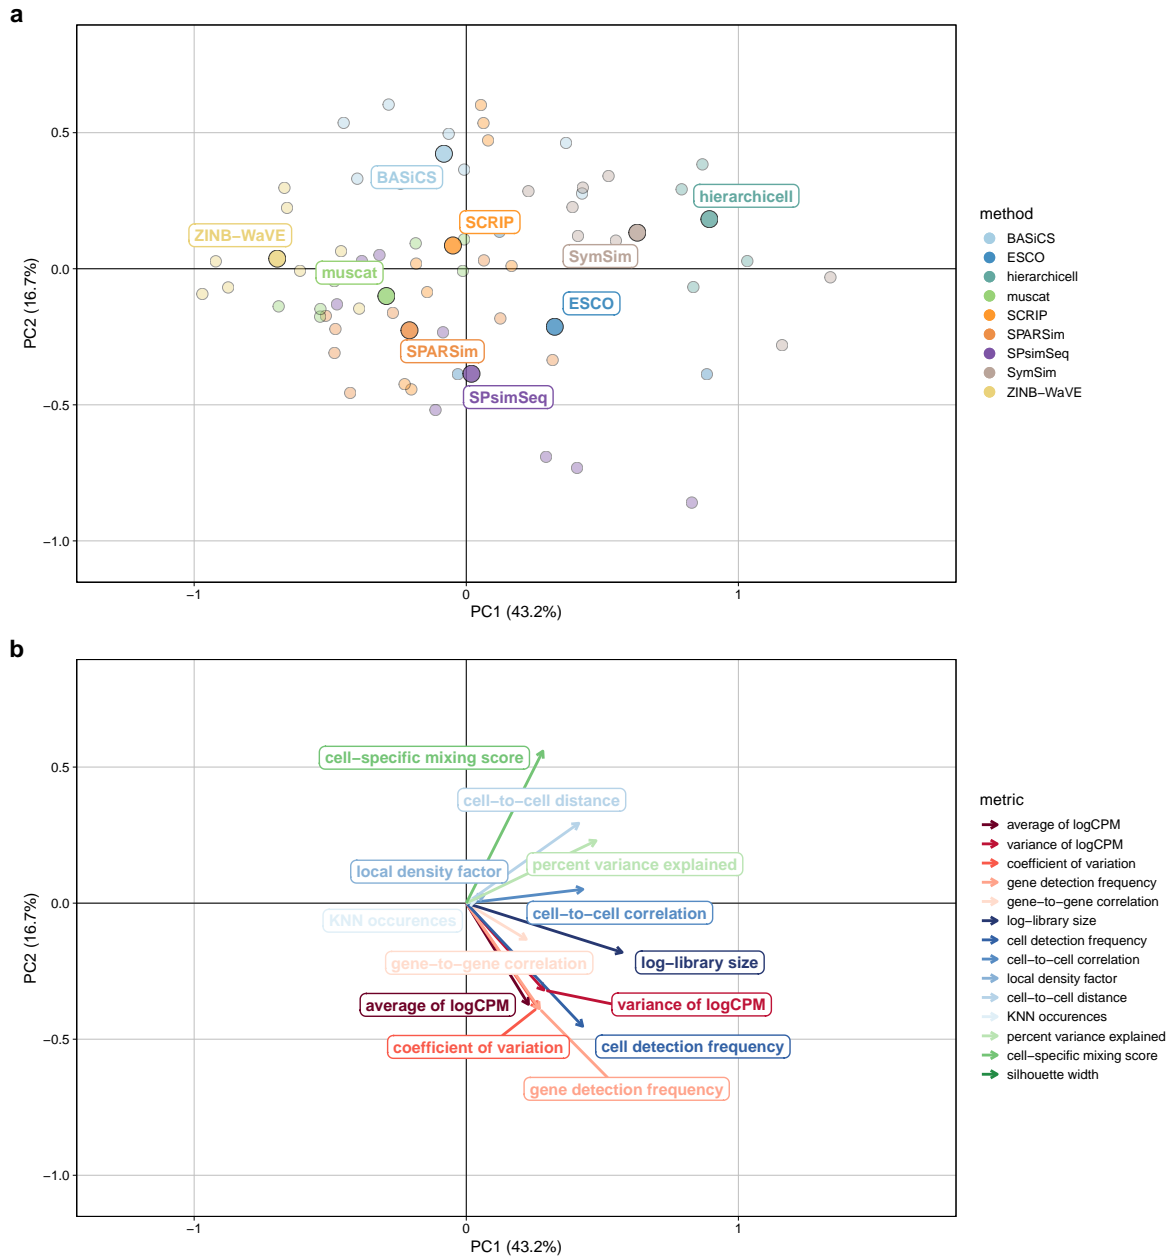 a
0.5
0.0
−0.5
−1.0
PC2 (16.7%)
BASiCS
hierarchicell
SCRIP
ZINB−WaVE
SymSim
muscat
ESCO
SPARSim
SPsimSeq
−1
0
1
PC1 (43.2%)
method
BASiCS
ESCO
hierarchicell
muscat
SCRIP
SPARSim
SPsimSeq
SymSim
ZINB−WaVE
b
0.5
0.0
−0.5
−1.0
PC2 (16.7%)
cell−specific mixing score
cell−to−cell distance
percent variance explained
local density factor
cell−to−cell correlation
KNN occurences
gene−to−gene correlation
log−library size
average of logCPM
variance of logCPM
coefficient of variation
cell detection frequency
gene detection frequency
−1
0
1
PC1 (43.2%)
metric
average of logCPM
variance of logCPM
coefficient of variation
gene detection frequency
gene−to−gene correlation
log−library size
cell detection frequency
cell−to−cell correlation
local density factor
cell−to−cell distance
KNN occurences
percent variance explained
cell−specific mixing score
silhouette width